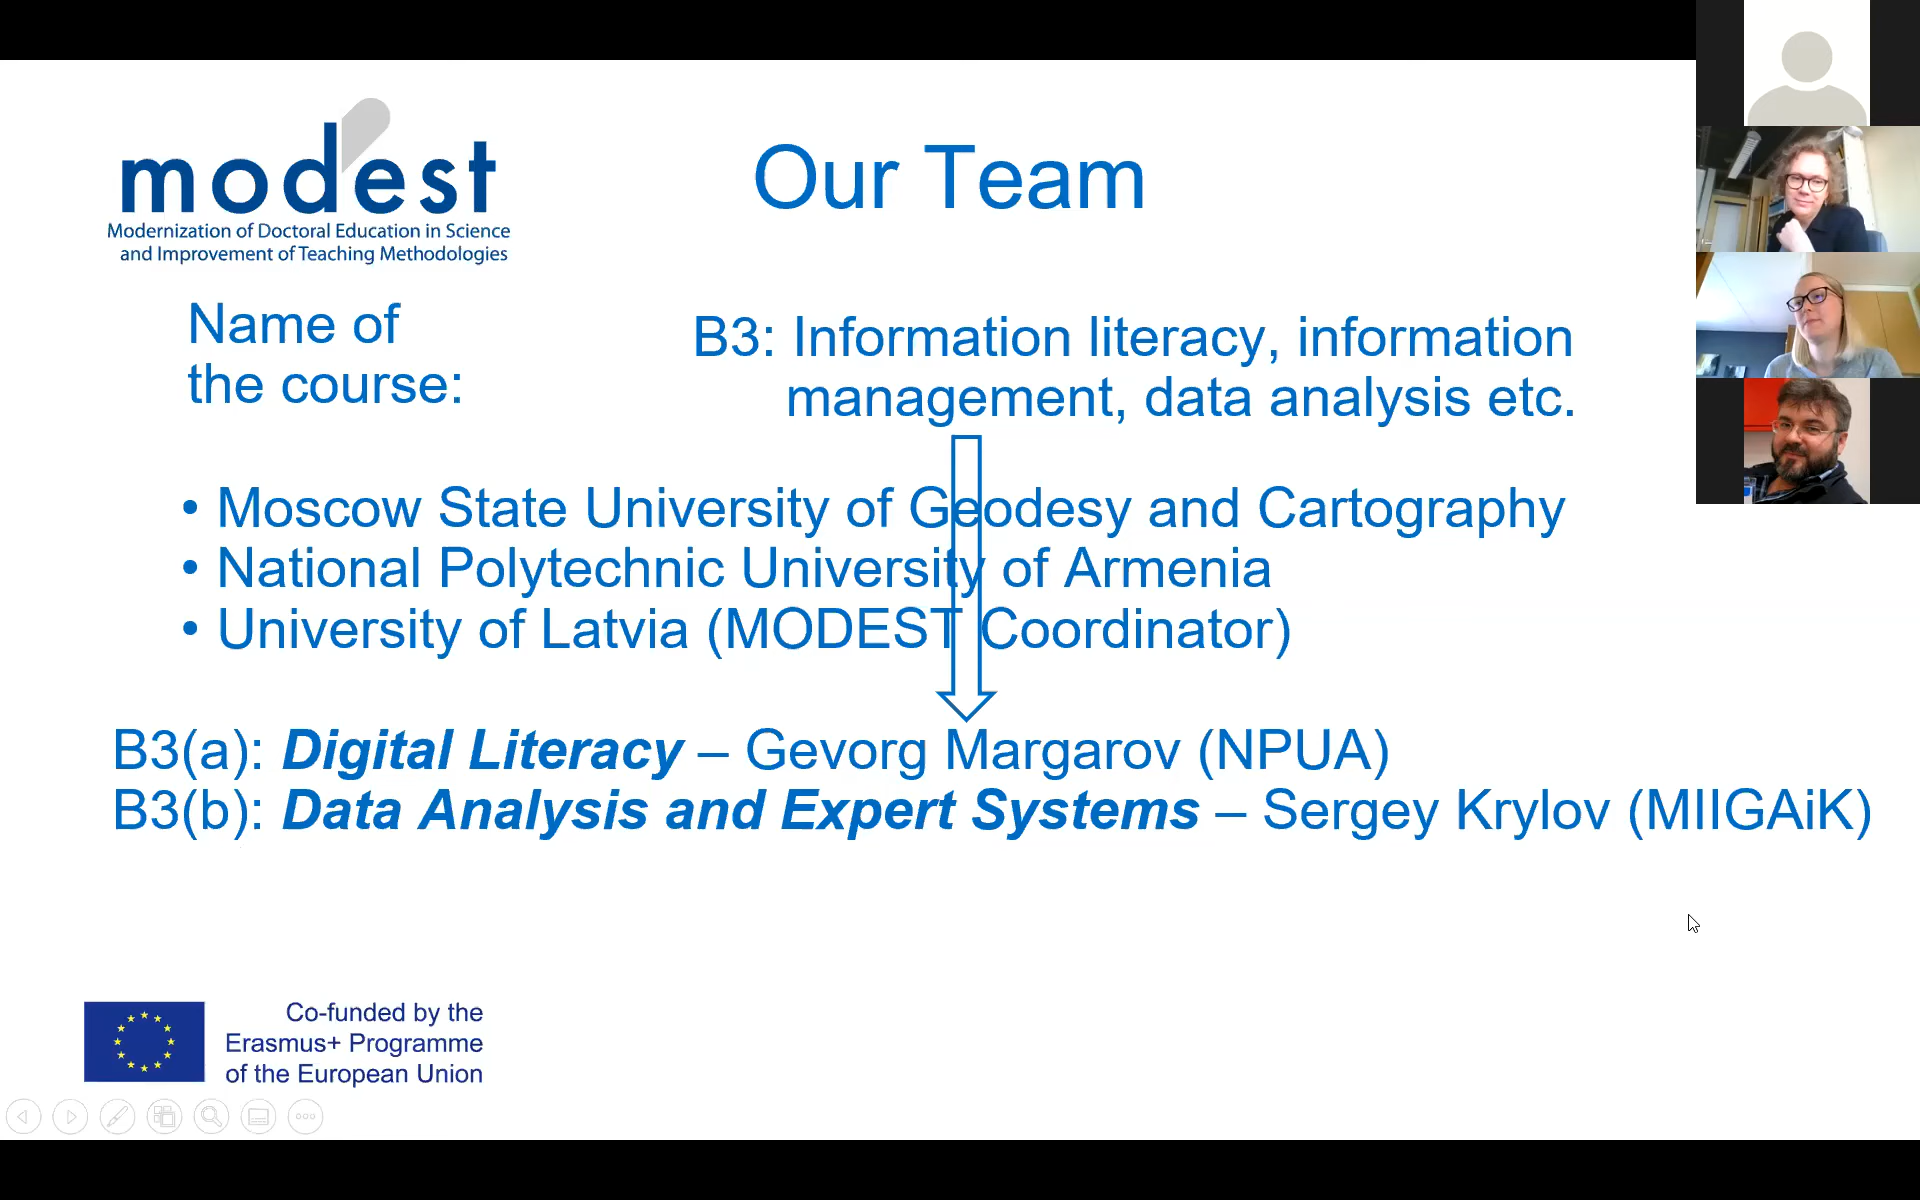 modest
Modernization of Doctoral Education in Science
and Improvement of Teaching Methodologies
Our Team
Name of
the course:
B3: Information literacy, information
management, data analysis etc.
• Moscow State University of Geodesy and Cartography
• National Polytechnic University of Armenia
• University of Latvia (MODEST Coordinator)
B3(a): Digital Literacy – Gevorg Margarov (NPUA)
B3(b): Data Analysis and Expert Systems – Sergey Krylov (MIIGAiK)
Co-funded by the
Erasmus+ Programme
of the European Union